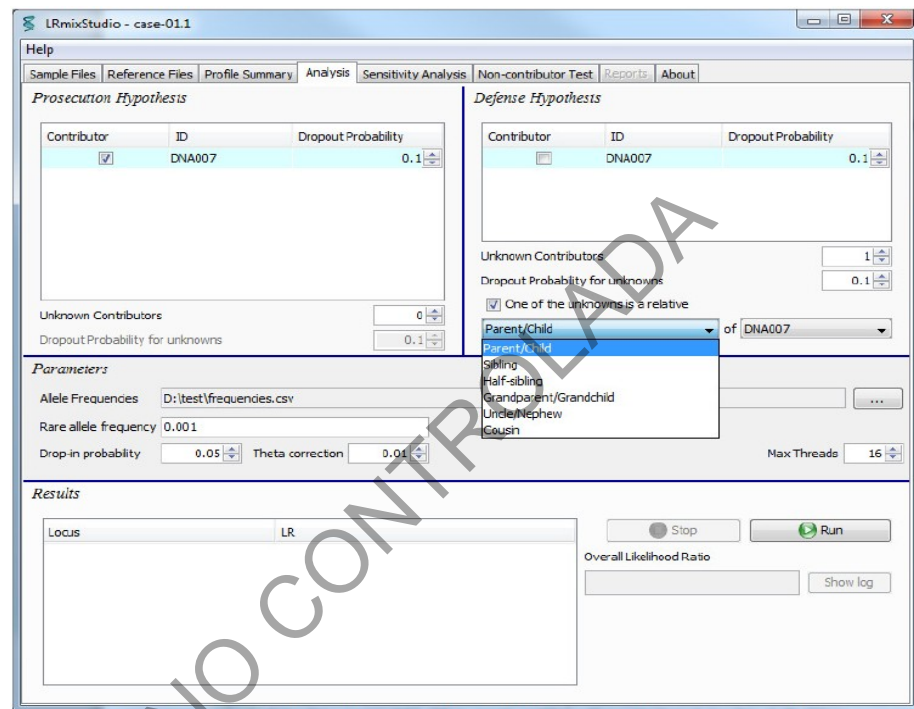 LRmixStudio - case-01.1
Help
Sample Files Reference Files Profile Summary Analysis Sensitivity Analysis Non-contributor Test Reports About
Prosecution Hypothesis
Contributor ID Dropout Probability
DNA007 0.1
Unknown Contributors 0
Dropout Probability for unknowns 0.1
Defense Hypothesis
Contributor ID Dropout Probability
DNA007 0.1
Unknown Contributors 1
Dropout Probability for unknowns 0.1
One of the unknowns is a relative
Parent/Child of DNA007
Parent/Child
Sibling
Half-sibling
Grandparent/Grandchild
Uncle/Nephew
Cousin
Parameters
Allele Frequencies D:\test\frequencies.csv ...
Rare allele frequency 0.001
Drop-in probability 0.05 Theta correction 0.01 Max Threads 16
Results
Locus LR
Stop Run
Overall Likelihood Ratio
Show log
NO CONTROLADA